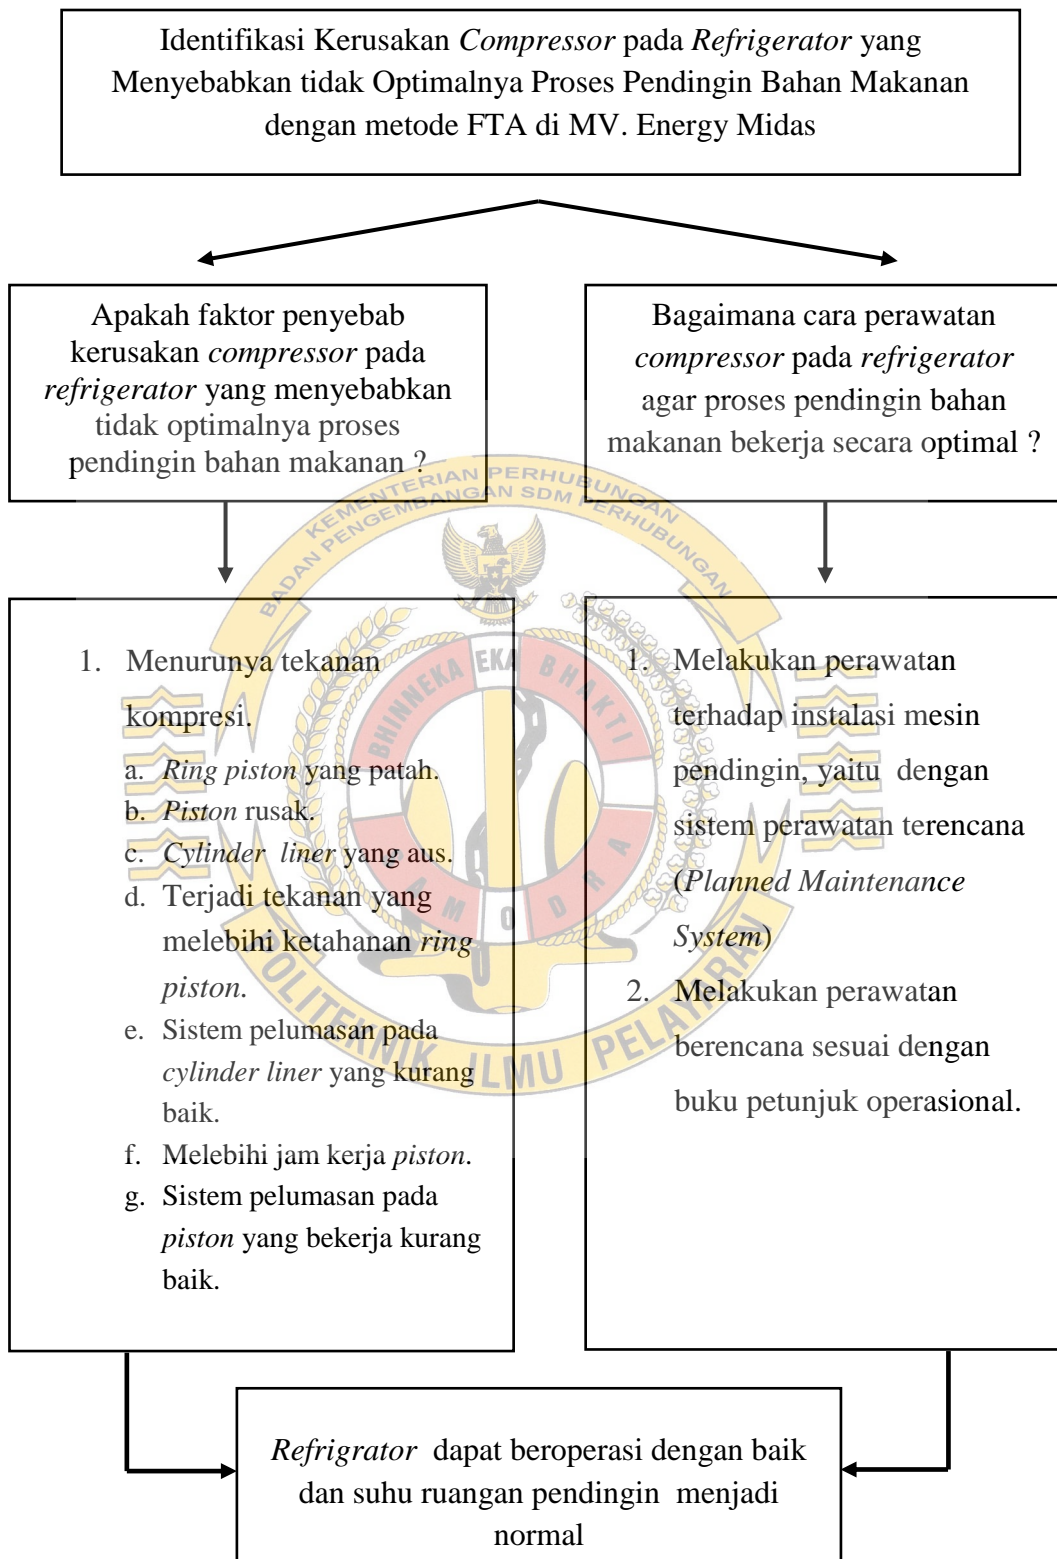 Identifikasi Kerusakan Compressor pada Refrigerator yang
Menyebabkan tidak Optimalnya Proses Pendingin Bahan Makanan
dengan metode FTA di MV. Energy Midas
Apakah faktor penyebab
kerusakan compressor pada
refrigerator yang menyebabkan
tidak optimalnya proses
pendingin bahan makanan ?
Bagaimana cara perawatan
compressor pada refrigerator
agar proses pendingin bahan
makanan bekerja secara optimal ?
KEMENTERIAN PERHUBUNGAN
BADAN PENGEMBANGAN SDM PERHUBUNGAN
BHINNEKA EKA BHAKTI
SAMODRA
POLITEKNIK ILMU PELAYARAN
1. Menurunya tekanan
kompresi.
a. Ring piston yang patah.
b. Piston rusak.
c. Cylinder liner yang aus.
d. Terjadi tekanan yang
melebihi ketahanan ring
piston.
e. Sistem pelumasan pada
cylinder liner yang kurang
baik.
f. Melebihi jam kerja piston.
g. Sistem pelumasan pada
piston yang bekerja kurang
baik.
1. Melakukan perawatan
terhadap instalasi mesin
pendingin, yaitu dengan
sistem perawatan terencana
(Planned Maintenance
System)
2. Melakukan perawatan
berencana sesuai dengan
buku petunjuk operasional.
Refrigrator dapat beroperasi dengan baik
dan suhu ruangan pendingin menjadi
normal